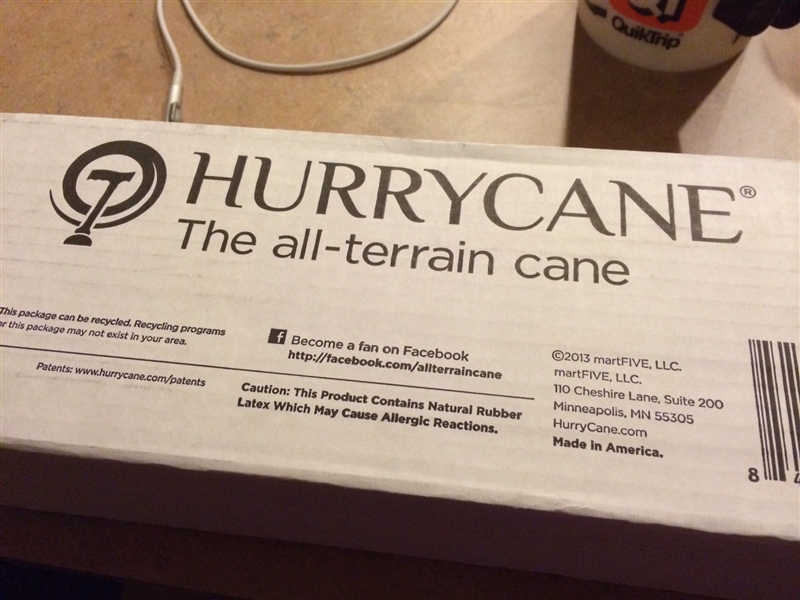 QuikTrip
HURRYCANE®
The all-terrain cane
This package can be recycled. Recycling programs
or this package may not exist in your area.
Become a fan on Facebook
http://facebook.com/allterraincane
Patents: www.hurrycane.com/patents
Caution: This Product Contains Natural Rubber
Latex Which May Cause Allergic Reactions.
©2013 martFIVE, LLC.
martFIVE, LLC.
110 Cheshire Lane, Suite 200
Minneapolis, MN 55305
HurryCane.com
Made in America.
8